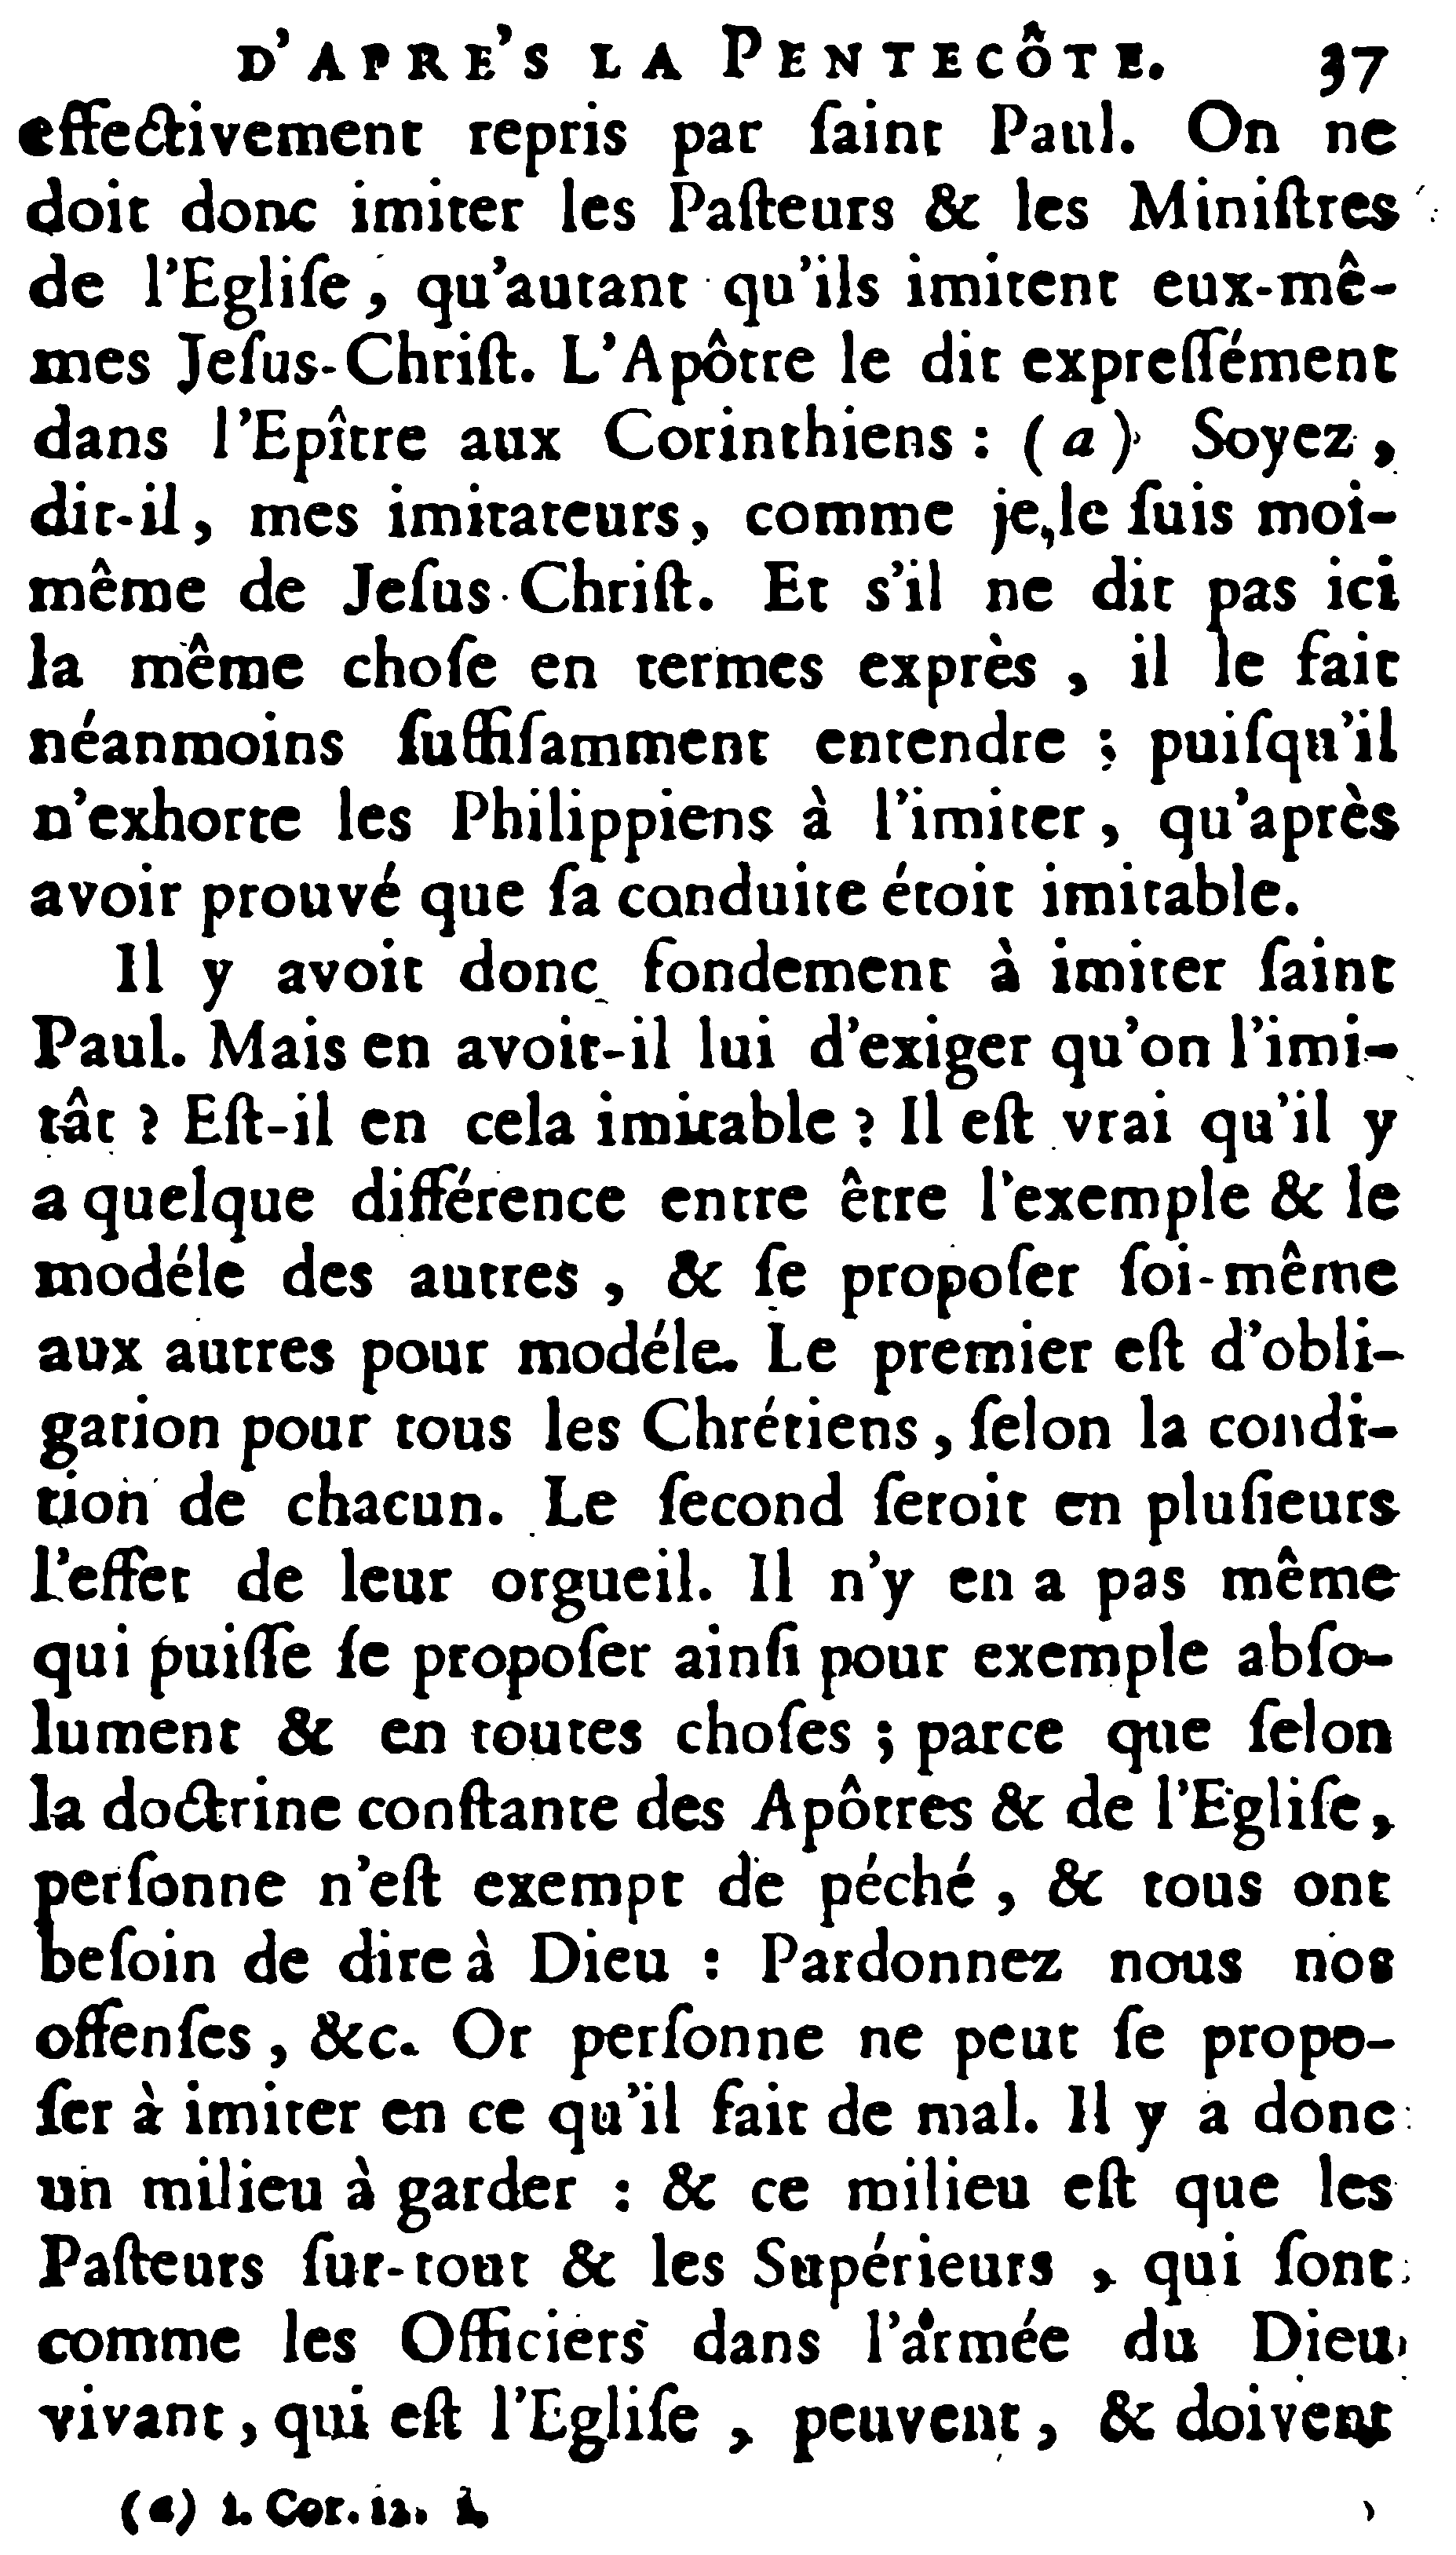 D'APRE'S LA PENTECÔTE. 37
effectivement repris par ſaint Paul. On ne
doit donc imiter les Paſteurs & les Miniſtres
de l'Egliſe, qu'autant qu'ils imitent eux-mê-
mes Jeſus-Chriſt. L'Apôtre le dit expreſſément
dans l'Epître aux Corinthiens : (a) Soyez,
dit-il, mes imitateurs, comme je le ſuis moi-
même de Jeſus-Chriſt. Et s'il ne dit pas ici
la même choſe en termes exprès, il le fait
néanmoins ſuffiſamment entendre ; puiſqu'il
n'exhorte les Philippiens à l'imiter, qu'après
avoir prouvé que ſa conduite étoit imitable.
Il y avoit donc fondement à imiter ſaint
Paul. Mais en avoit-il lui d'exiger qu'on l'imi-
tât ? Eſt-il en cela imitable ? Il eſt vrai qu'il y
a quelque différence entre être l'exemple & le
modéle des autres, & ſe propoſer ſoi-même
aux autres pour modéle. Le premier eſt d'obli-
gation pour tous les Chrétiens, ſelon la condi-
tion de chacun. Le ſecond ſeroit en pluſieurs
l'effet de leur orgueil. Il n'y en a pas même
qui puiſſe ſe propoſer ainſi pour exemple abſo-
lument & en toutes choſes ; parce que ſelon
la doctrine conſtante des Apôtres & de l'Egliſe,
perſonne n'eſt exempt de péché, & tous ont
beſoin de dire à Dieu : Pardonnez nous nos
offenſes, &c. Or perſonne ne peut ſe propo-
ſer à imiter en ce qu'il fait de mal. Il y a donc
un milieu à garder : & ce milieu eſt que les
Paſteurs ſur-tout & les Supérieurs, qui ſont
comme les Officiers dans l'armée du Dieu
vivant, qui eſt l'Egliſe, peuvent, & doivent
(a) 1. Cor.